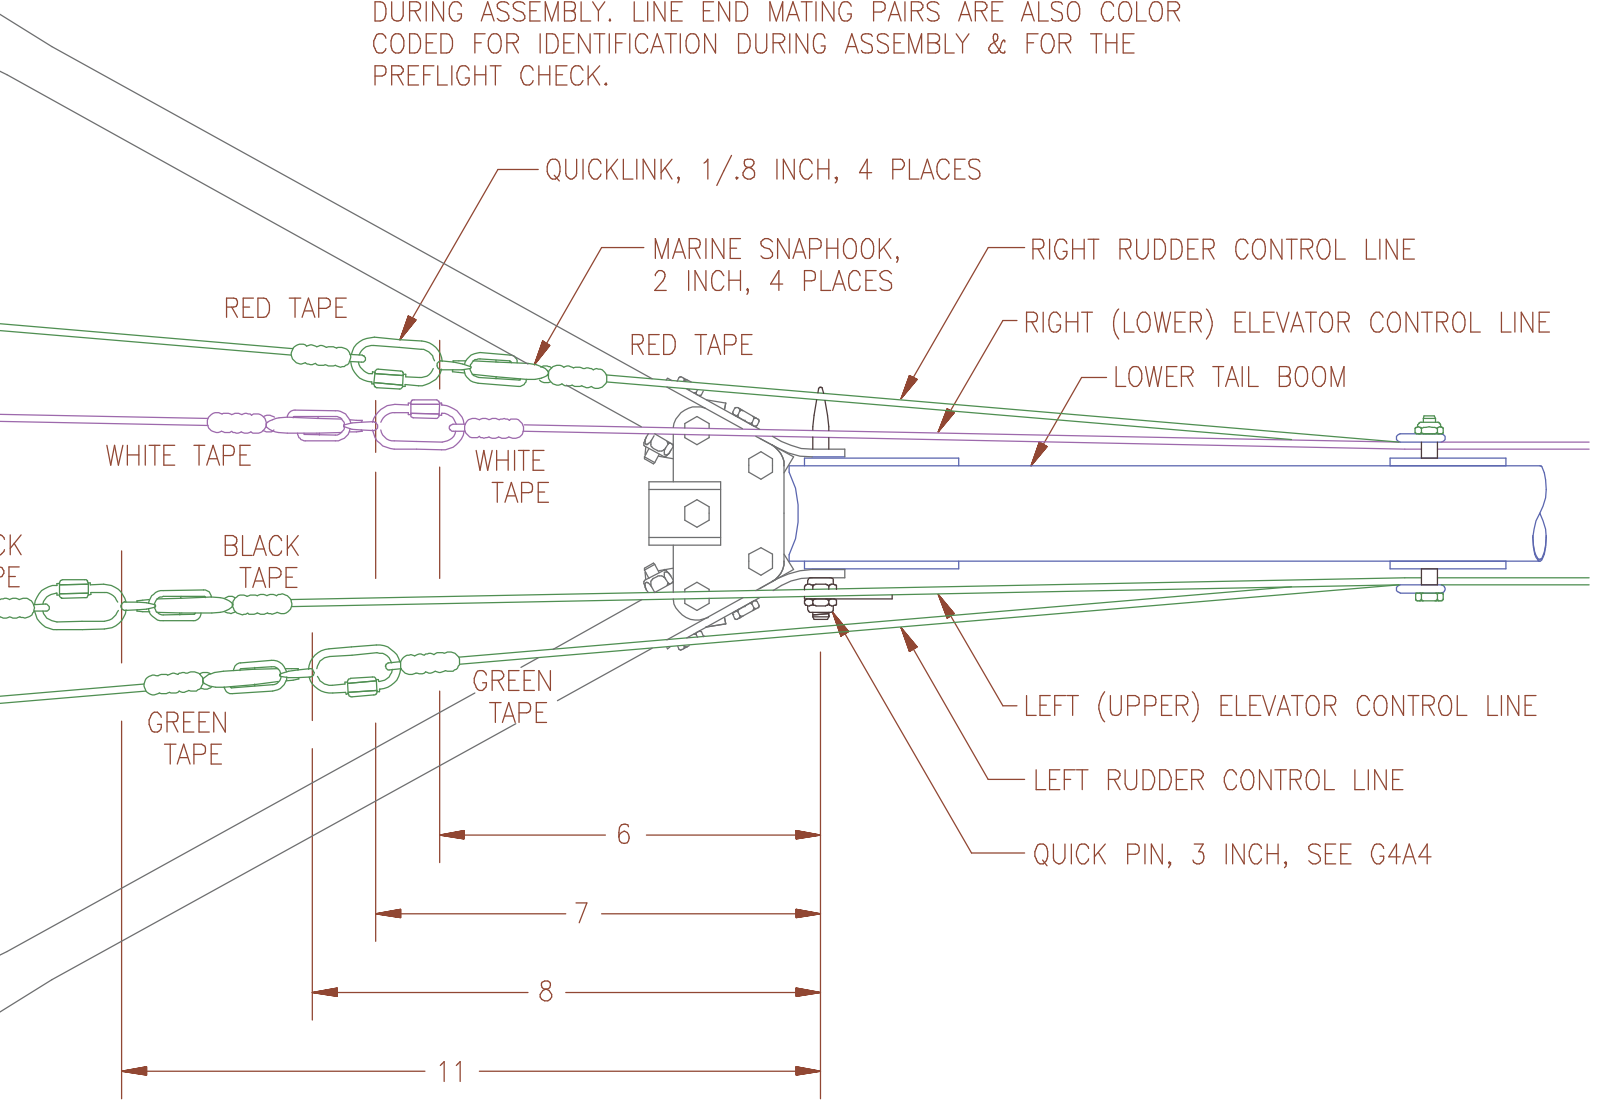 DURING ASSEMBLY. LINE END MATING PAIRS ARE ALSO COLOR
CODED FOR IDENTIFICATION DURING ASSEMBLY & FOR THE
PREFLIGHT CHECK.
QUICKLINK, 1/.8 INCH, 4 PLACES
MARINE SNAPHOOK,
2 INCH, 4 PLACES
RIGHT RUDDER CONTROL LINE
RED TAPE
RIGHT (LOWER) ELEVATOR CONTROL LINE
RED TAPE
LOWER TAIL BOOM
WHITE TAPE
WHITE
TAPE
CK
PE
BLACK
TAPE
GREEN
TAPE
GREEN
TAPE
LEFT (UPPER) ELEVATOR CONTROL LINE
LEFT RUDDER CONTROL LINE
QUICK PIN, 3 INCH, SEE G4A4
6
7
8
11